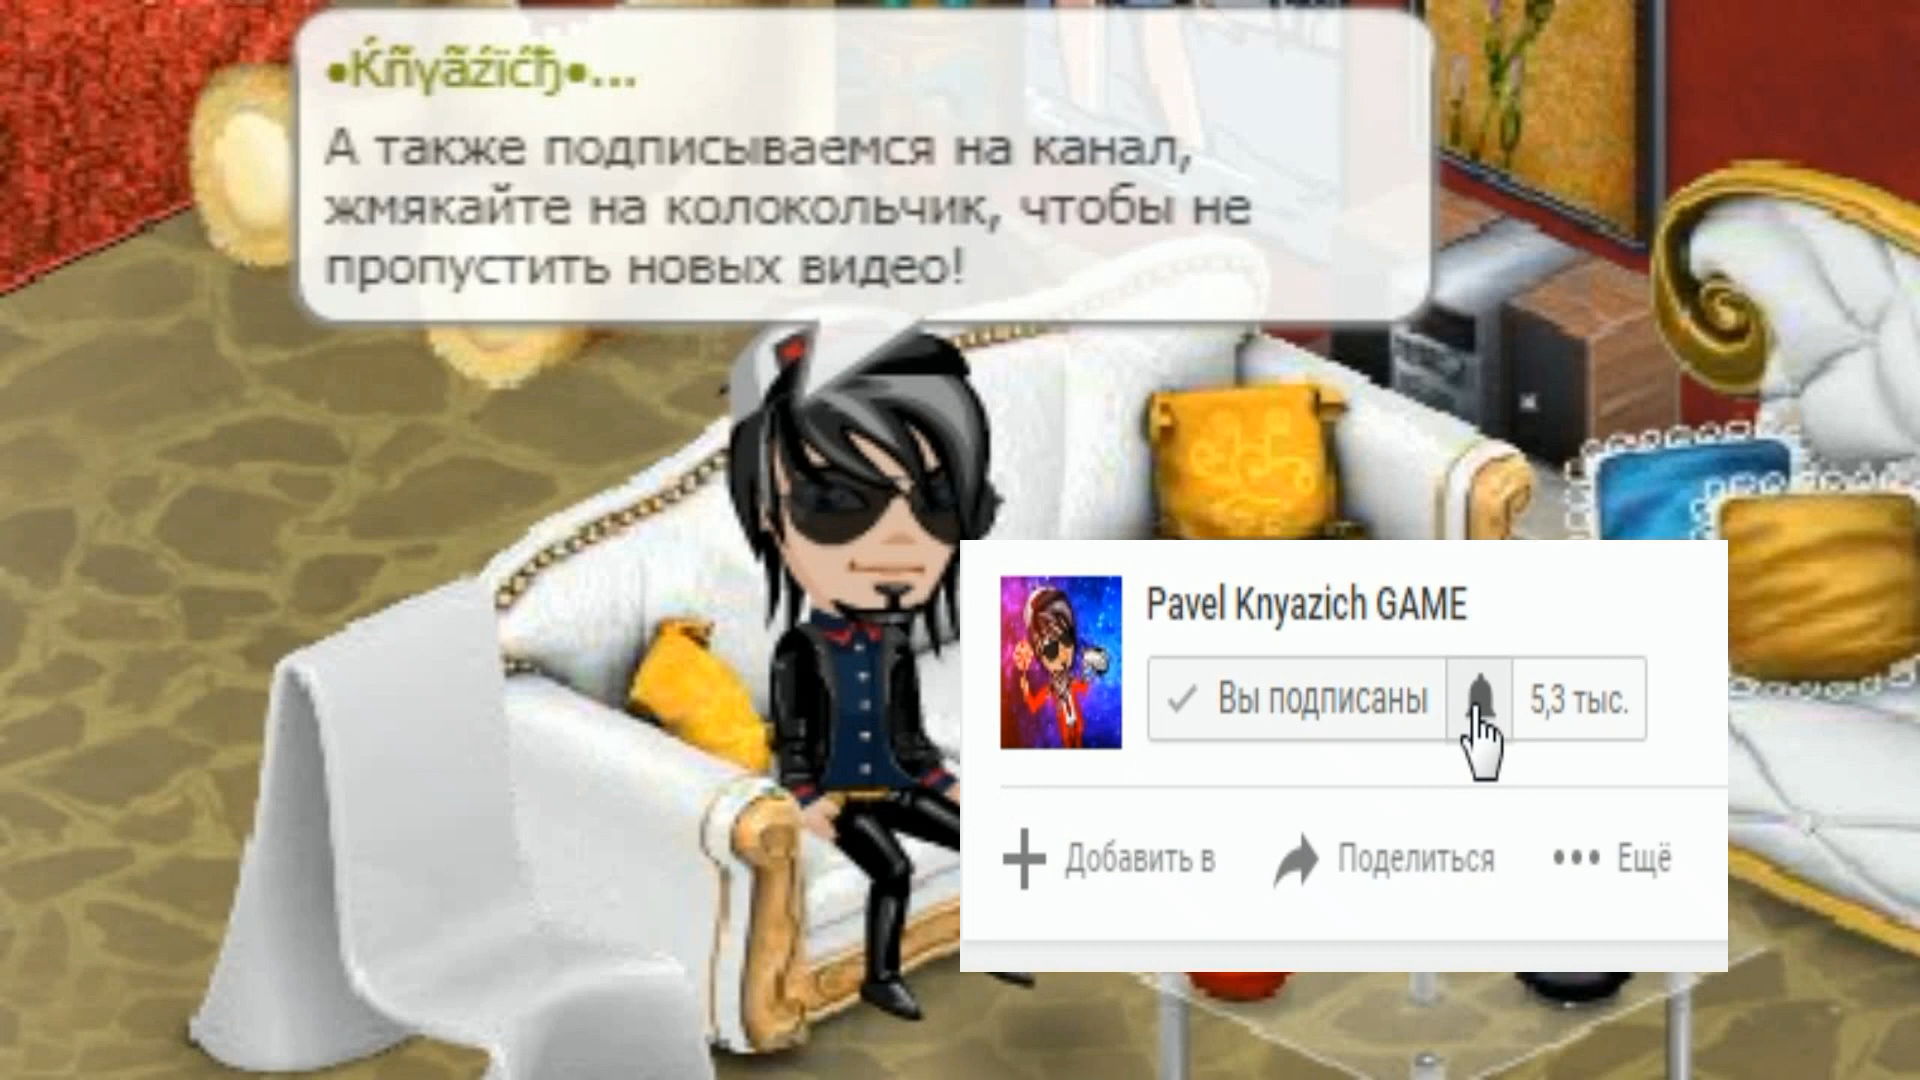 •Ḱñyãźïćђ•...
А также подписываемся на канал,
жмякайте на колокольчик, чтобы не
пропустить новых видео!
Pavel Knyazich GAME
Вы подписаны 5,3 тыс.
Добавить в Поделиться ••• Ещё